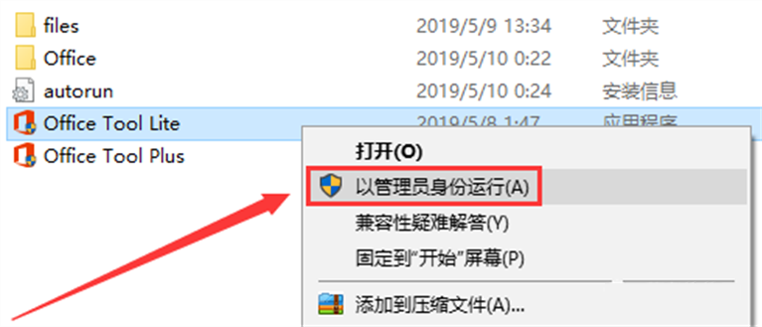 files 2019/5/9 13:34 文件夹
Office 2019/5/10 0:22 文件夹
autorun 2019/5/10 0:24 安装信息
Office Tool Lite 2019/5/8 1:47 应用程序
Office Tool Plus
打开(O)
以管理员身份运行(A)
兼容性疑难解答(Y)
固定到"开始"屏幕(P)
添加到压缩文件(A)...